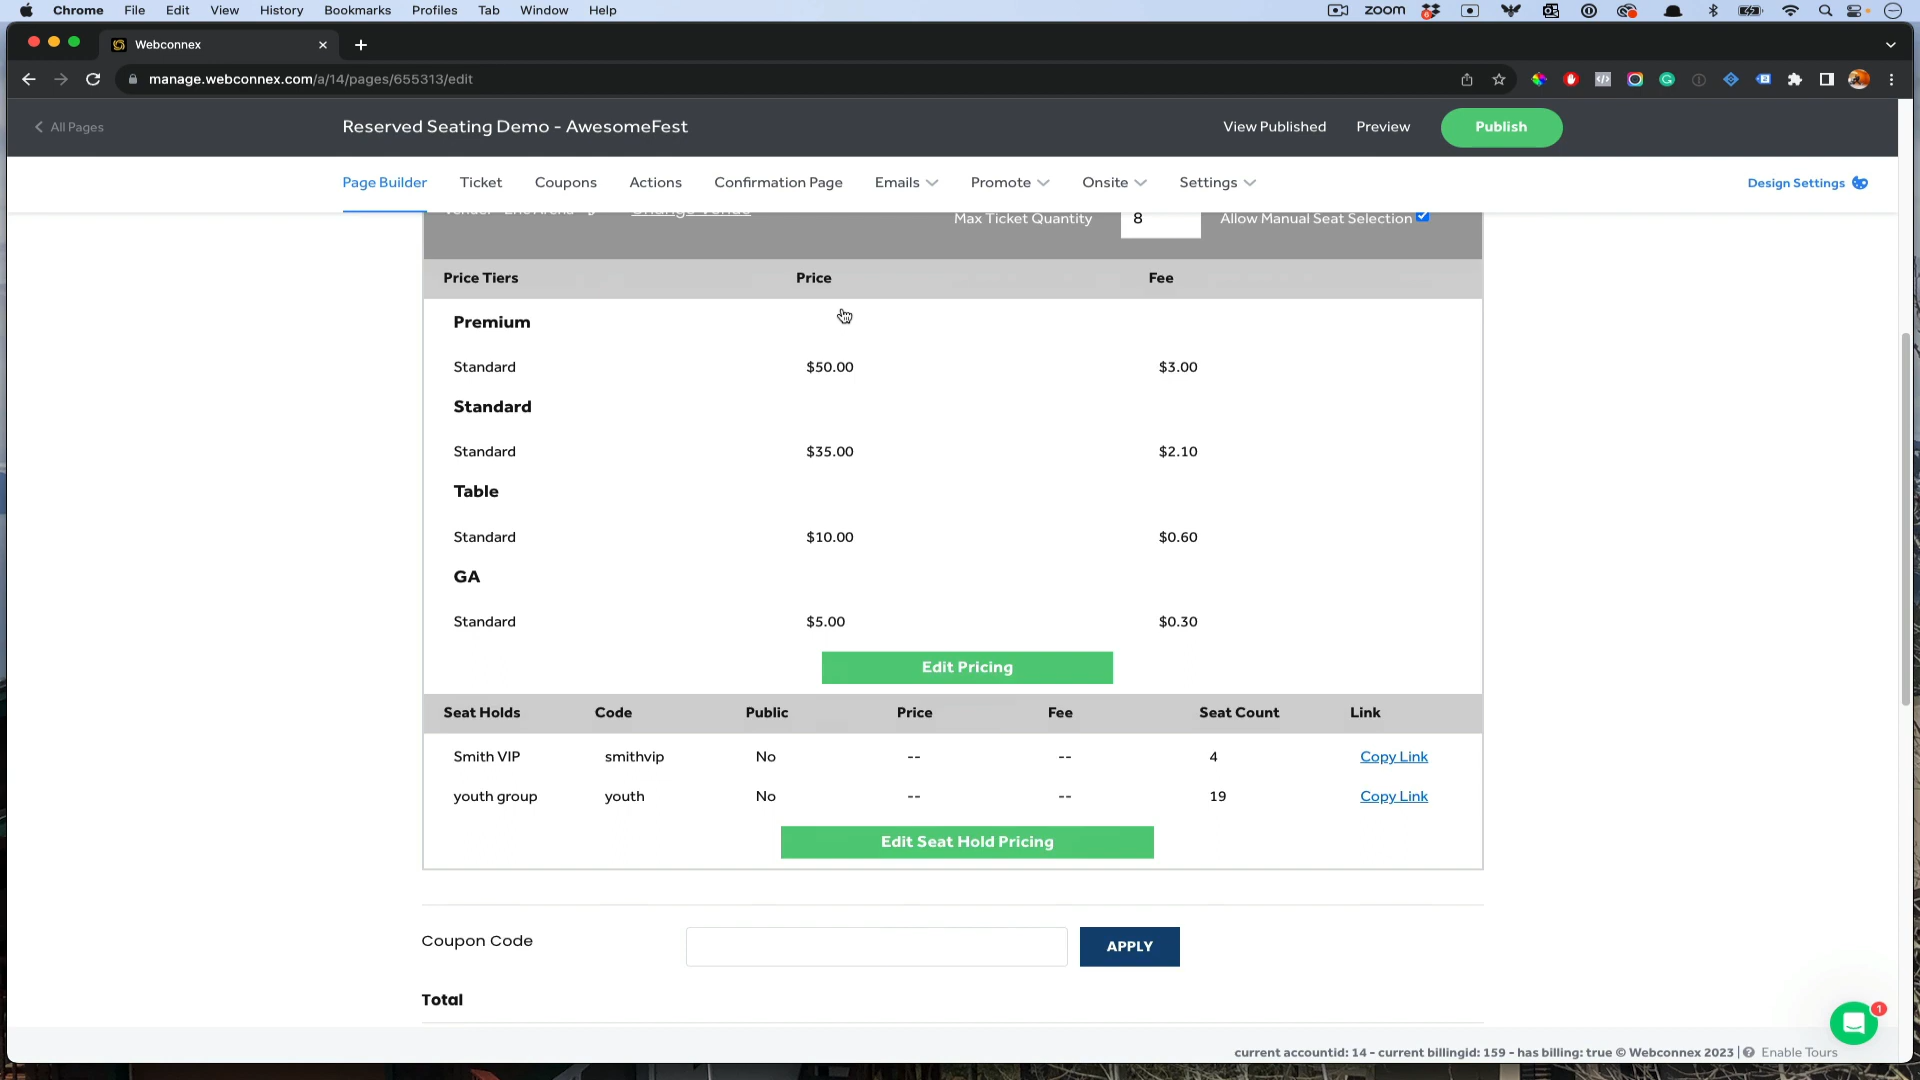 Chrome File Edit View History Bookmarks Profiles Tab Window Help zoom
Webconnex
manage.webconnex.com/a/14/pages/655313/edit
All Pages Reserved Seating Demo - AwesomeFest View Published Preview Publish
Page Builder Ticket Coupons Actions Confirmation Page Emails Promote Onsite Settings Design Settings
Change Venue Max Ticket Quantity 8 Allow Manual Seat Selection
Price Tiers Price Fee
Premium
Standard $50.00 $3.00
Standard
Standard $35.00 $2.10
Table
Standard $10.00 $0.60
GA
Standard $5.00 $0.30
Edit Pricing
Seat Holds Code Public Price Fee Seat Count Link
Smith VIP smithvip No -- -- 4 Copy Link
youth group youth No -- -- 19 Copy Link
Edit Seat Hold Pricing
Coupon Code APPLY
Total
1
current accountid: 14 - current billingid: 159 - has billing: true © Webconnex 2023 | Enable Tours